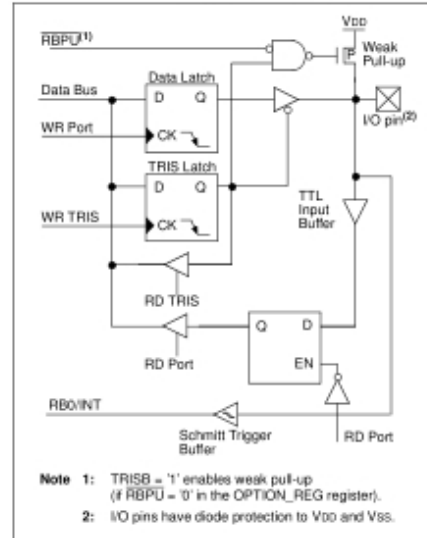 VDD
RBPU(1)
P
Weak
Pull-up
Data Latch
Data Bus
D Q
I/O pin(2)
WR Port
CK
TRIS Latch
D Q
TTL
Input
Buffer
WR TRIS
CK
RD TRIS
Q D
RD Port
EN
RB0/INT
Schmitt Trigger
Buffer
RD Port
Note 1: TRISB = '1' enables weak pull-up
(if RBPU = '0' in the OPTION_REG register).
2: I/O pins have diode protection to VDD and VSS.